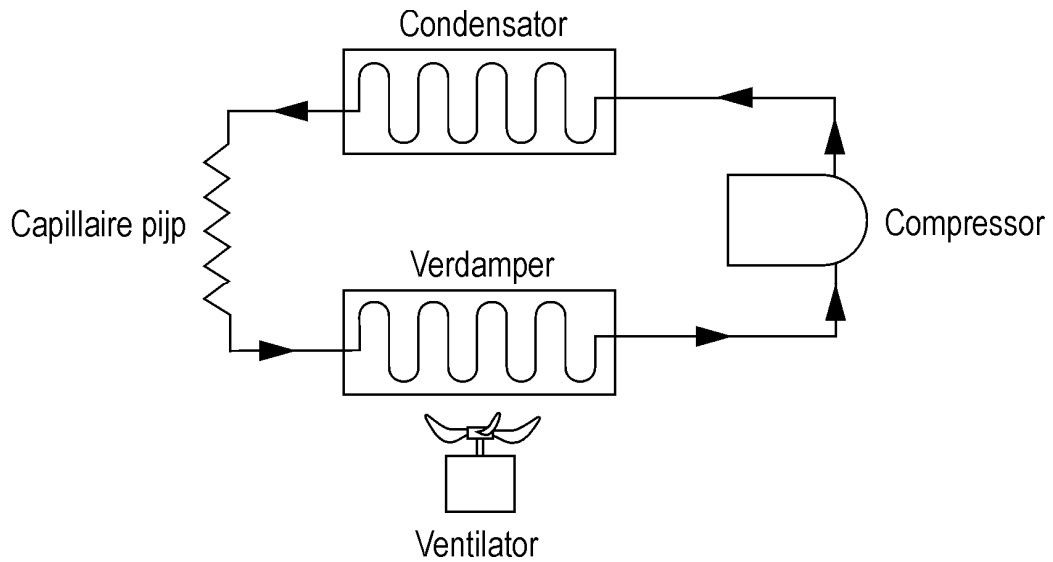 Condensator
Capillaire pijp
Compressor
Verdamper
Ventilator